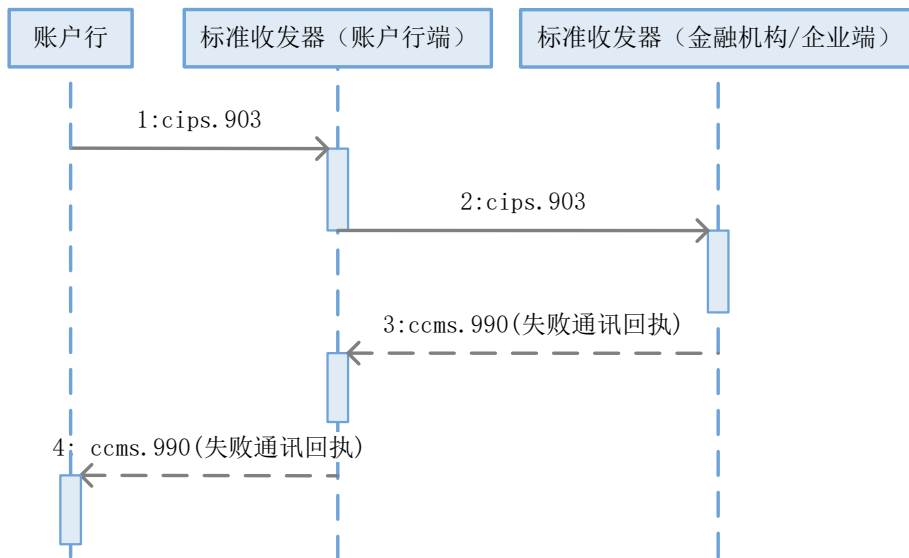 账户行
标准收发器（账户行端）
标准收发器（金融机构/企业端）
1:cips.903
2:cips.903
3:ccms.990(失败通讯回执)
4: ccms.990(失败通讯回执)